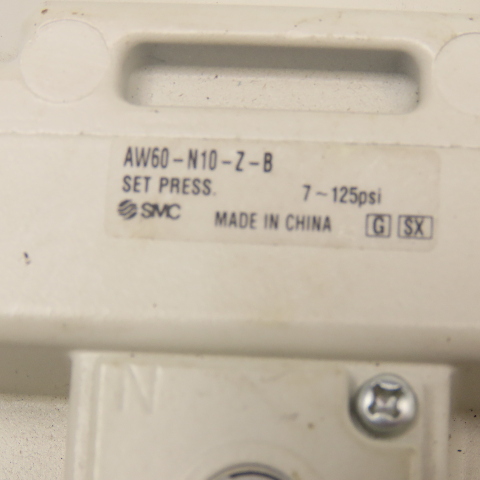 AW60-N10-Z-B
SET PRESS. 7~125psi
SMC MADE IN CHINA G SX
N